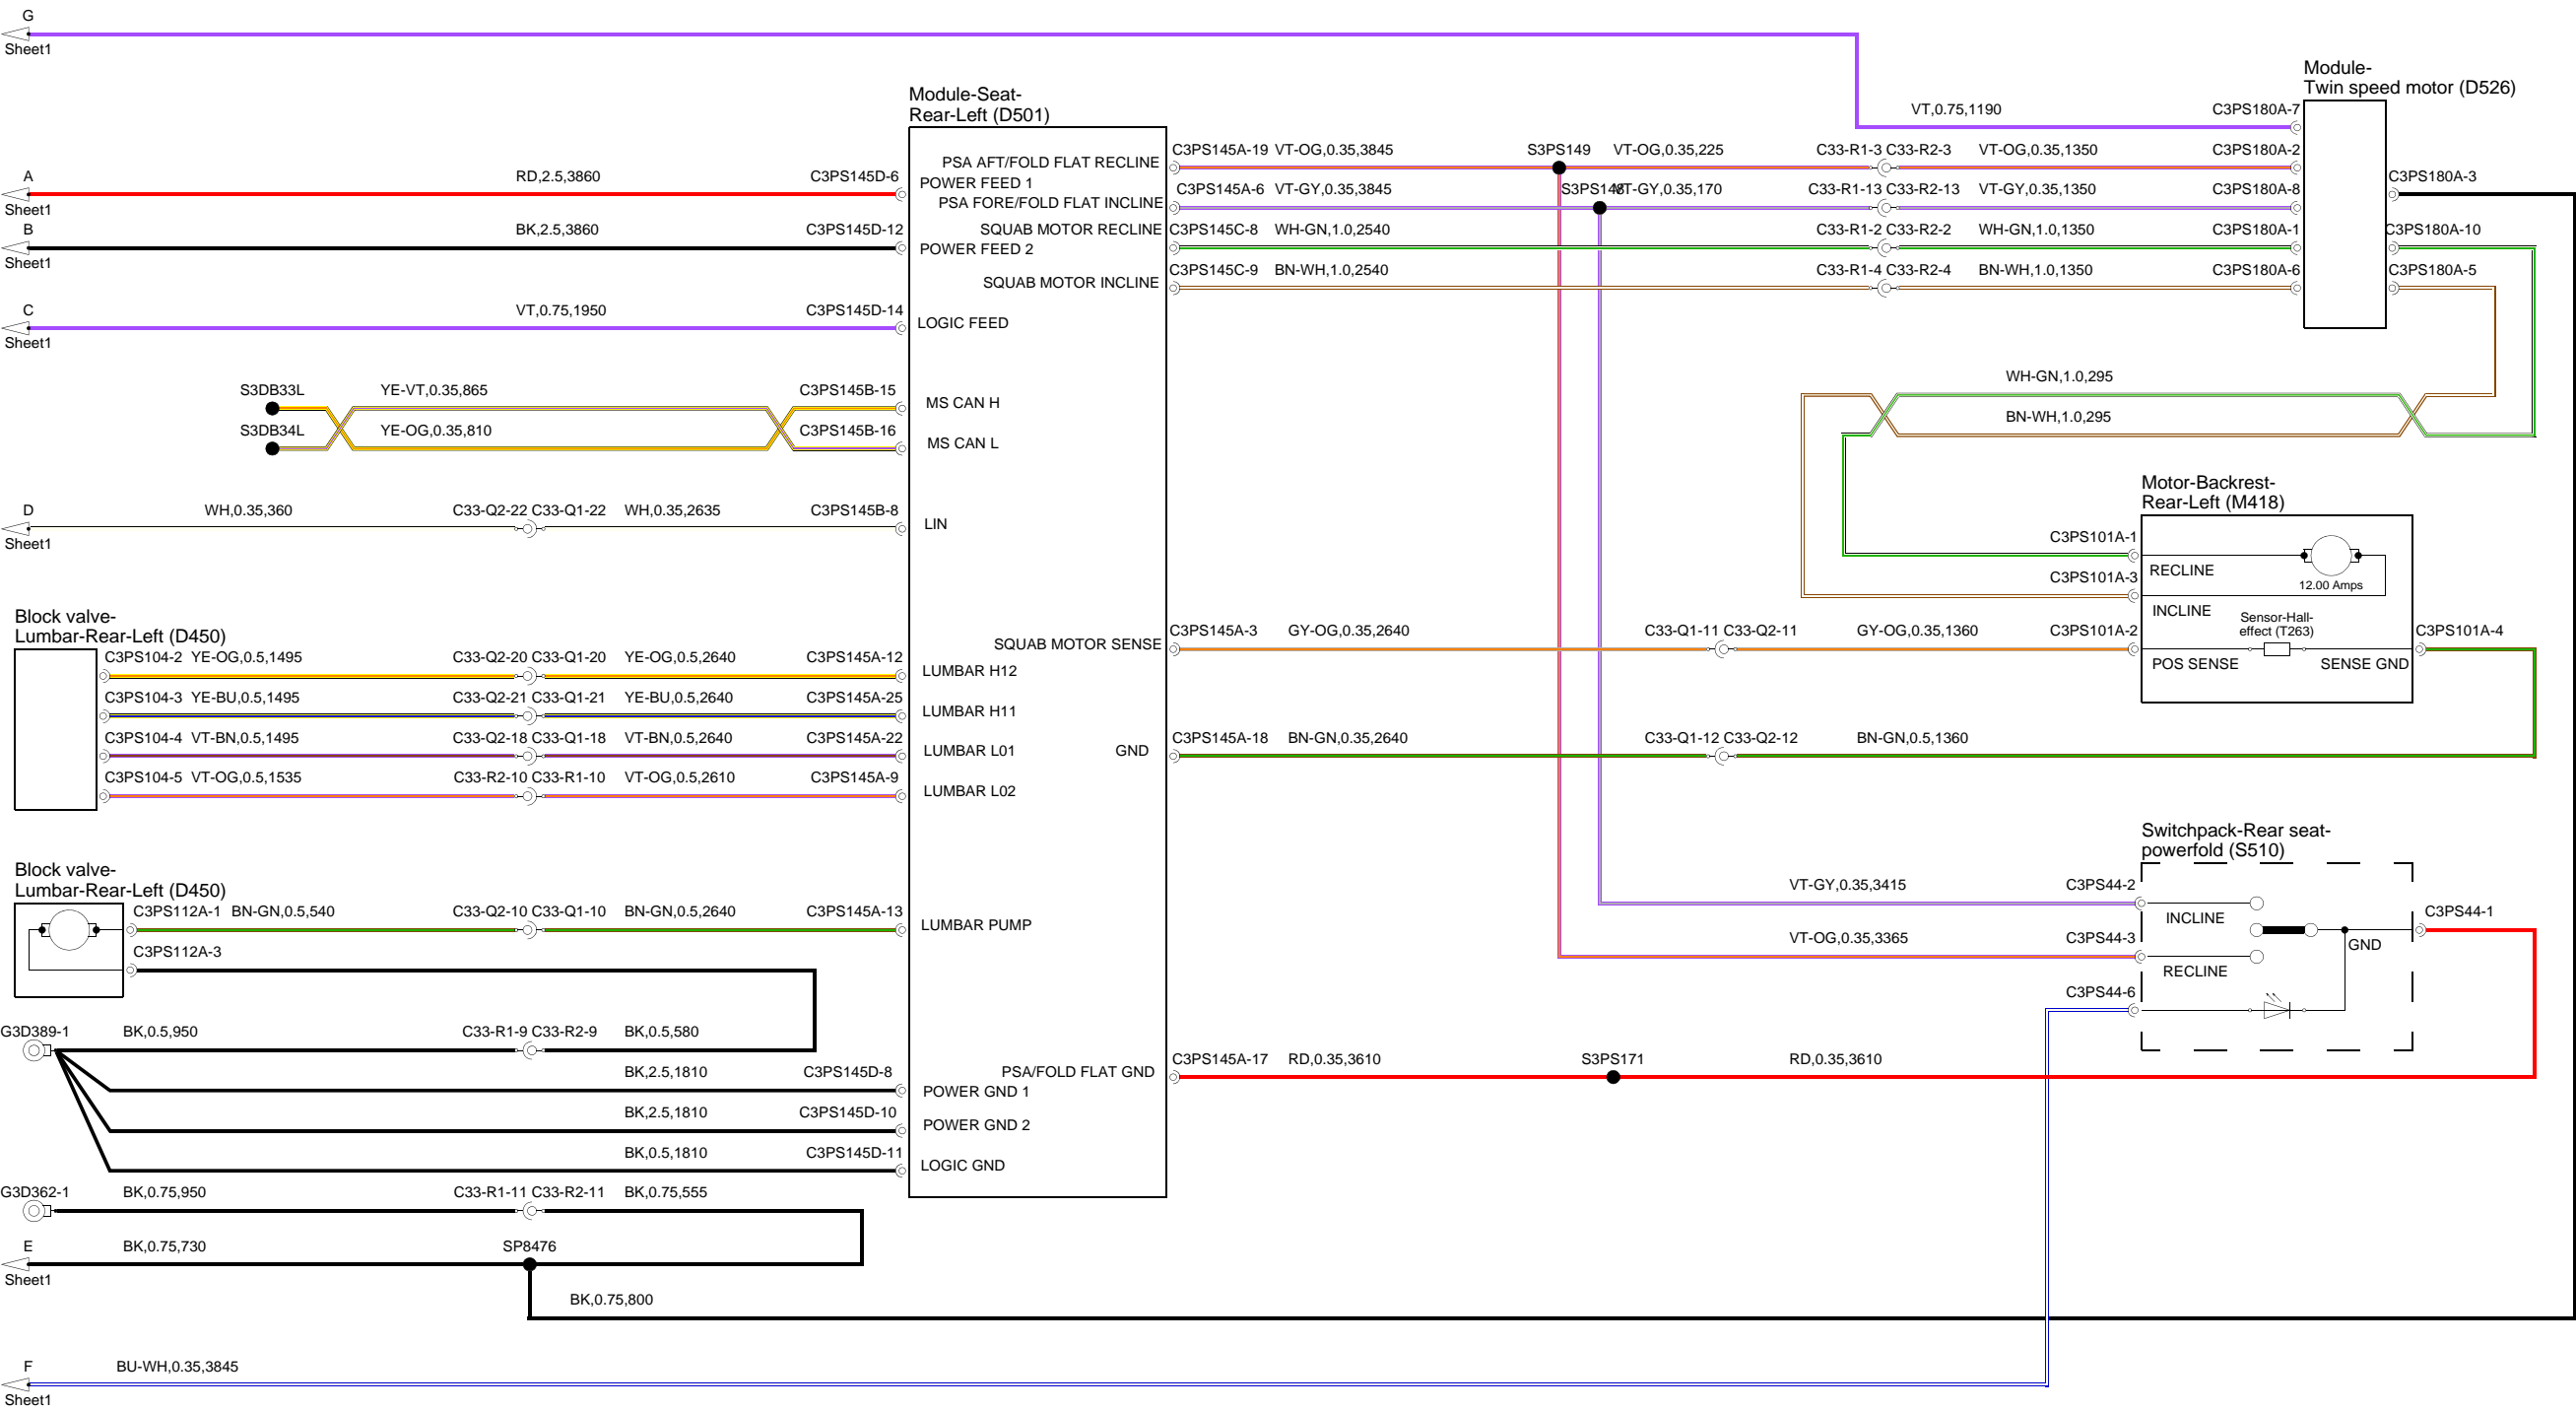 G
Sheet1
Module-
Twin speed motor (D526)
VT,0.75,1190
C3PS180A-7
Module-Seat-
Rear-Left (D501)
PSA AFT/FOLD FLAT RECLINE
C3PS145A-19 VT-OG,0.35,3845
S3PS149
VT-OG,0.35,225
C33-R1-3 C33-R2-3
VT-OG,0.35,1350
C3PS180A-2
A
Sheet1
RD,2.5,3860
C3PS145D-6
POWER FEED 1
PSA FORE/FOLD FLAT INCLINE
C3PS145A-6 VT-GY,0.35,3845
S3PS148
VT-GY,0.35,170
C33-R1-13 C33-R2-13
VT-GY,0.35,1350
C3PS180A-8
C3PS180A-3
B
Sheet1
BK,2.5,3860
C3PS145D-12
SQUAB MOTOR RECLINE
POWER FEED 2
C3PS145C-8 WH-GN,1.0,2540
C33-R1-2 C33-R2-2
WH-GN,1.0,1350
C3PS180A-1
C3PS180A-10
SQUAB MOTOR INCLINE
C3PS145C-9 BN-WH,1.0,2540
C33-R1-4 C33-R2-4
BN-WH,1.0,1350
C3PS180A-6
C3PS180A-5
C
Sheet1
VT,0.75,1950
C3PS145D-14
LOGIC FEED
S3DB33L
YE-VT,0.35,865
C3PS145B-15
MS CAN H
S3DB34L
YE-OG,0.35,810
C3PS145B-16
MS CAN L
WH-GN,1.0,295
BN-WH,1.0,295
D
Sheet1
WH,0.35,360
C33-Q2-22 C33-Q1-22
WH,0.35,2635
C3PS145B-8
LIN
Motor-Backrest-
Rear-Left (M418)
C3PS101A-1
RECLINE
12.00 Amps
C3PS101A-3
INCLINE
Sensor-Hall-
effect (T263)
SQUAB MOTOR SENSE
C3PS145A-3
GY-OG,0.35,2640
C33-Q1-11 C33-Q2-11
GY-OG,0.35,1360
C3PS101A-2
POS SENSE
SENSE GND
C3PS101A-4
Block valve-
Lumbar-Rear-Left (D450)
C3PS104-2 YE-OG,0.5,1495
C33-Q2-20 C33-Q1-20
YE-OG,0.5,2640
C3PS145A-12
LUMBAR H12
C3PS104-3 YE-BU,0.5,1495
C33-Q2-21 C33-Q1-21
YE-BU,0.5,2640
C3PS145A-25
LUMBAR H11
C3PS104-4 VT-BN,0.5,1495
C33-Q2-18 C33-Q1-18
VT-BN,0.5,2640
C3PS145A-22
LUMBAR L01
GND
C3PS145A-18
BN-GN,0.35,2640
C33-Q1-12 C33-Q2-12
BN-GN,0.5,1360
C3PS104-5 VT-OG,0.5,1535
C33-R2-10 C33-R1-10
VT-OG,0.5,2610
C3PS145A-9
LUMBAR L02
Block valve-
Lumbar-Rear-Left (D450)
C3PS112A-1 BN-GN,0.5,540
C33-Q2-10 C33-Q1-10
BN-GN,0.5,2640
C3PS145A-13
LUMBAR PUMP
C3PS112A-3
Switchpack-Rear seat-
powerfold (S510)
VT-GY,0.35,3415
C3PS44-2
INCLINE
C3PS44-1
GND
VT-OG,0.35,3365
C3PS44-3
RECLINE
C3PS44-6
G3D389-1
BK,0.5,950
C33-R1-9 C33-R2-9
BK,0.5,580
PSA/FOLD FLAT GND
C3PS145A-17
RD,0.35,3610
S3PS171
RD,0.35,3610
BK,2.5,1810
C3PS145D-8
POWER GND 1
BK,2.5,1810
C3PS145D-10
POWER GND 2
BK,0.5,1810
C3PS145D-11
LOGIC GND
G3D362-1
BK,0.75,950
C33-R1-11 C33-R2-11
BK,0.75,555
E
Sheet1
BK,0.75,730
SP8476
BK,0.75,800
F
Sheet1
BU-WH,0.35,3845